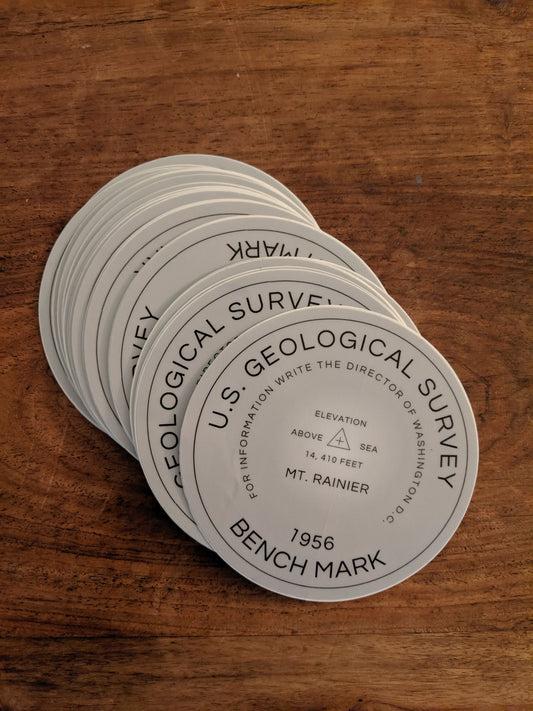 U.S. GEOLOGICAL SURVEY
FOR INFORMATION WRITE THE DIRECTOR OF WASHINGTON D.C.
ELEVATION
ABOVE SEA
14, 410 FEET
MT. RAINIER
1956
BENCH MARK
GEOLOGICAL SURVEY
MARK